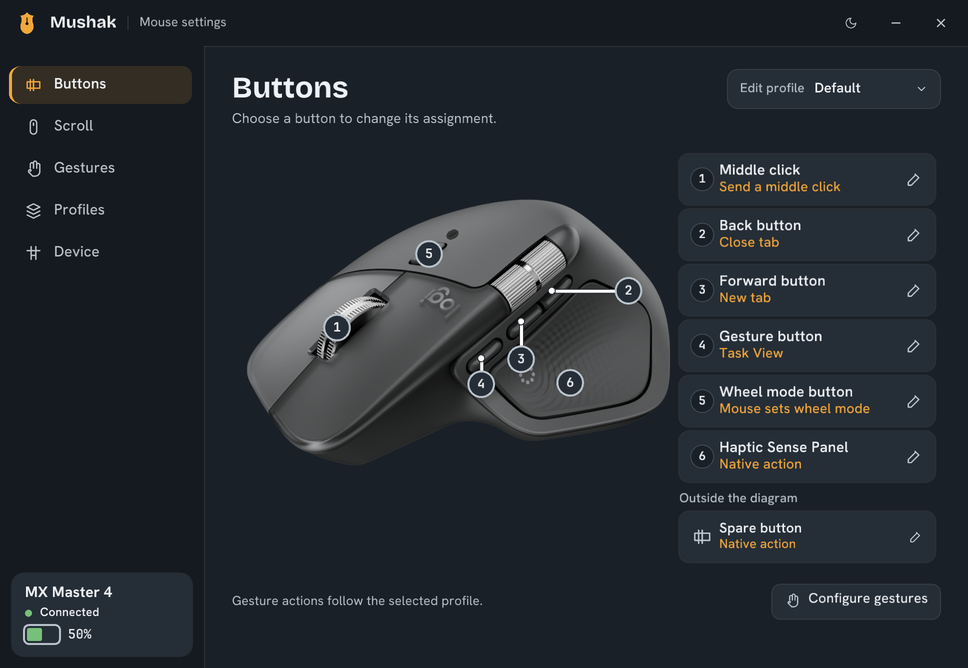 Mushak
Mouse settings
Buttons
Scroll
Gestures
Profiles
Device
MX Master 4
Connected
50%
Buttons
Choose a button to change its assignment.
Edit profile Default
logi
1
2
3
4
5
6
1 Middle click
Send a middle click
2 Back button
Close tab
3 Forward button
New tab
4 Gesture button
Task View
5 Wheel mode button
Mouse sets wheel mode
6 Haptic Sense Panel
Native action
Outside the diagram
Spare button
Native action
Gesture actions follow the selected profile.
Configure gestures